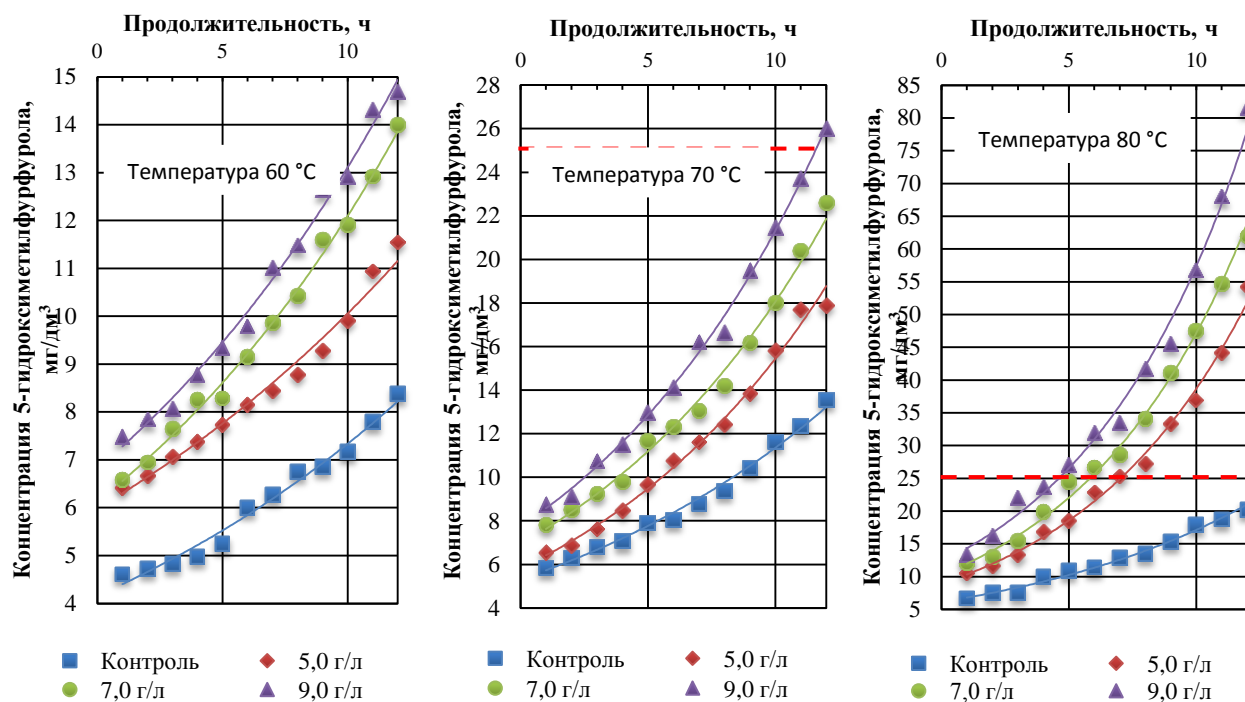 Продолжительность, ч
0 5 10
Концентрация 5-гидроксиметилфурфурола,
мг/дм³
15
14
13
12
11
10
9
8
7
6
5
4
Температура 60 °C
Контроль 5,0 г/л
7,0 г/л 9,0 г/л
Продолжительность, ч
0 5 10
Концентрация 5-гидроксиметилфурфурола,
мг/дм³
28
26
24
22
20
18
16
14
12
10
8
6
4
Температура 70 °C
Контроль 5,0 г/л
7,0 г/л 9,0 г/л
Продолжительность, ч
0 5 10
Концентрация 5-гидроксиметилфурфурола,
мг/дм³
85
80
75
70
65
60
55
50
45
40
35
30
25
20
15
10
5
Температура 80 °C
Контроль 5,0 г/л
7,0 г/л 9,0 г/л